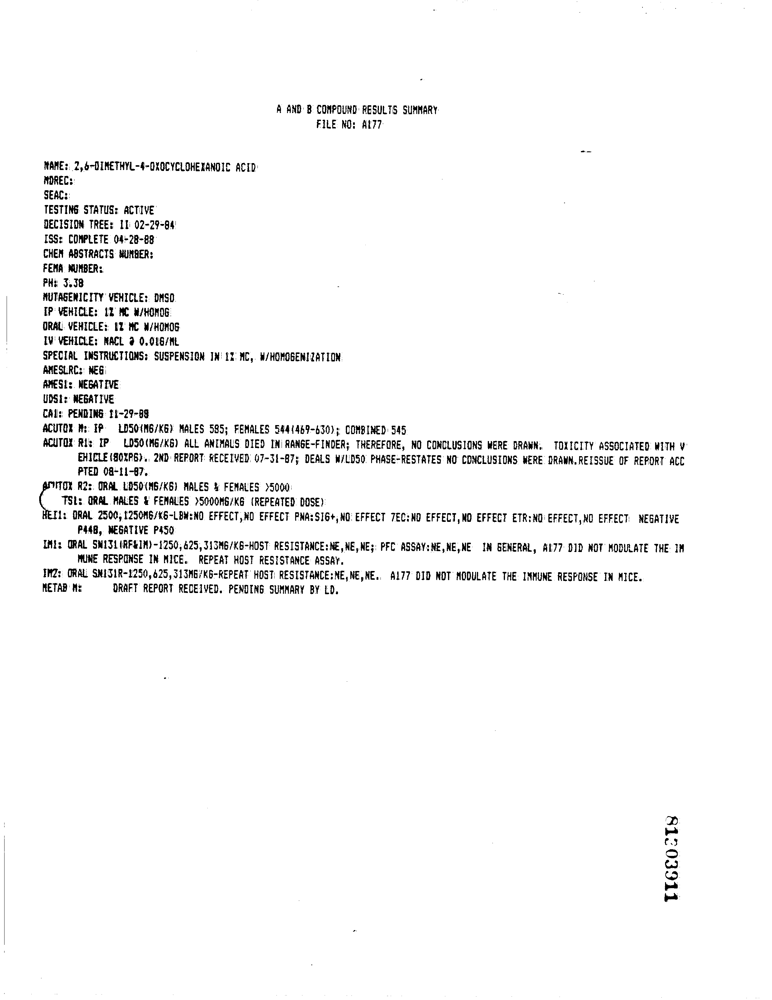 A AND B COMPOUND RESULTS SUMMARY
FILE NO: A177
NAME: 2,6-DIMETHYL-4-OXOCYCLOHEXANOIC ACID
MDREC:
SEAC:
TESTING STATUS: ACTIVE
DECISION TREE: II 02-29-84
ISS: COMPLETE 04-28-88
CHEM ABSTRACTS NUMBER:
FEMA NUMBER:
PH: 3.38
MUTAGENICITY VEHICLE: DMSO
IP VEHICLE: 1% MC W/HOMOG
ORAL VEHICLE: 1% MC W/HOMOG
IV VEHICLE: NACL @ 0.01G/ML
SPECIAL INSTRUCTIONS: SUSPENSION IN 1% MC, W/HOMOGENIZATION
AMESLRC: NEG
AMES1: NEGATIVE
UDS1: NEGATIVE
CA1: PENDING 11-29-89
ACUTOX M: IP LD50(MG/KG) MALES 585; FEMALES 544(469-630); COMBINED 545
ACUTOX R1: IP LD50(MG/KG) ALL ANIMALS DIED IN RANGE-FINDER; THEREFORE, NO CONCLUSIONS WERE DRAWN. TOXICITY ASSOCIATED WITH V
EHICLE(80%PG). 2ND REPORT RECEIVED 07-31-87; DEALS W/LD50 PHASE-RESTATES NO CONCLUSIONS WERE DRAWN.REISSUE OF REPORT ACC
PTED 08-11-87.
ACUTOX R2: ORAL LD50(MG/KG) MALES & FEMALES >5000
TS1: ORAL MALES & FEMALES >5000MG/KG (REPEATED DOSE)
HEI1: ORAL 2500,1250MG/KG-LBW:NO EFFECT,NO EFFECT PNA:SIG+,NO EFFECT 7EC:NO EFFECT,NO EFFECT ETR:NO EFFECT,NO EFFECT NEGATIVE
P448, NEGATIVE P450
IM1: ORAL SN131(RF&IM)-1250,625,313MG/KG-HOST RESISTANCE:NE,NE,NE; PFC ASSAY:NE,NE,NE IN GENERAL, A177 DID NOT MODULATE THE IM
MUNE RESPONSE IN MICE. REPEAT HOST RESISTANCE ASSAY.
IM2: ORAL SN131R-1250,625,313MG/KG-REPEAT HOST RESISTANCE:NE,NE,NE. A177 DID NOT MODULATE THE IMMUNE RESPONSE IN MICE.
METAB M: DRAFT REPORT RECEIVED. PENDING SUMMARY BY LD.
81303911